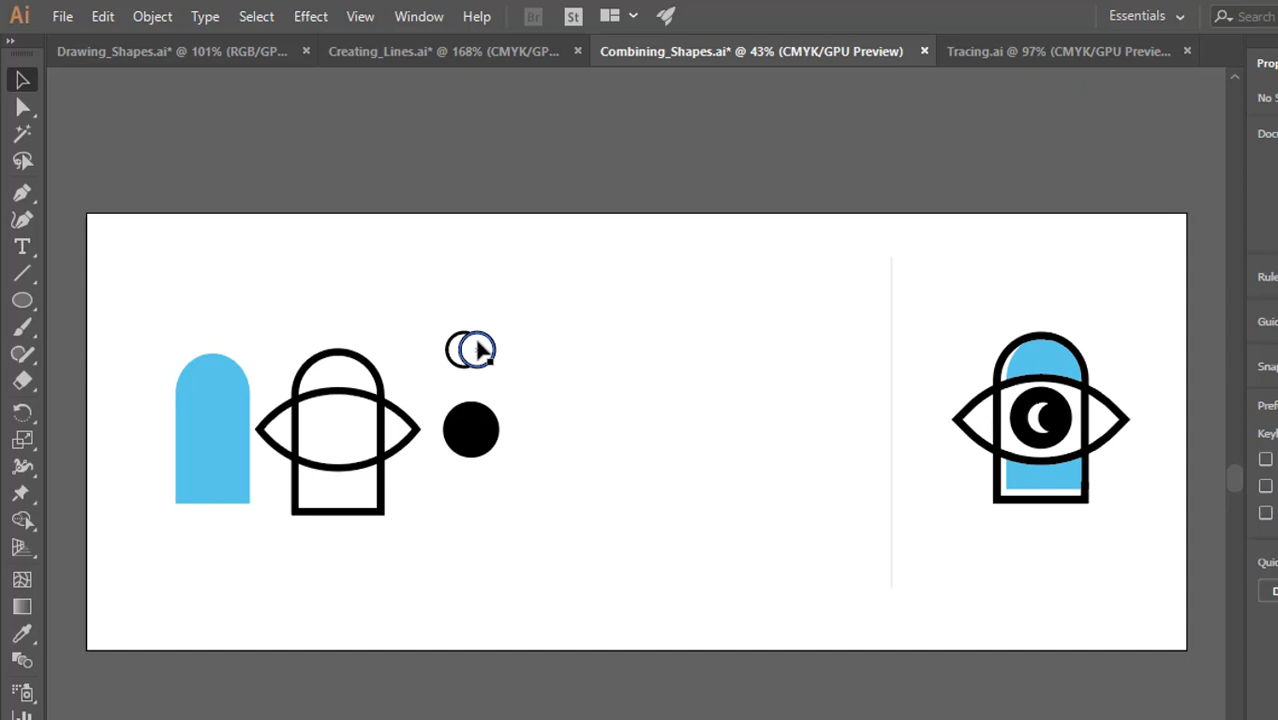 Ai File Edit Object Type Select Effect View Window Help Br St Essentials Search
Drawing_Shapes.ai* @ 101% (RGB/GP... × Creating_Lines.ai* @ 168% (CMYK/GP... × Combining_Shapes.ai* @ 43% (CMYK/GPU Preview) × Tracing.ai @ 97% (CMYK/GPU Previe... ×
Prop
No S
Docu
T
Rule
Guid
Snap
Pref
Keyb
Quic
D